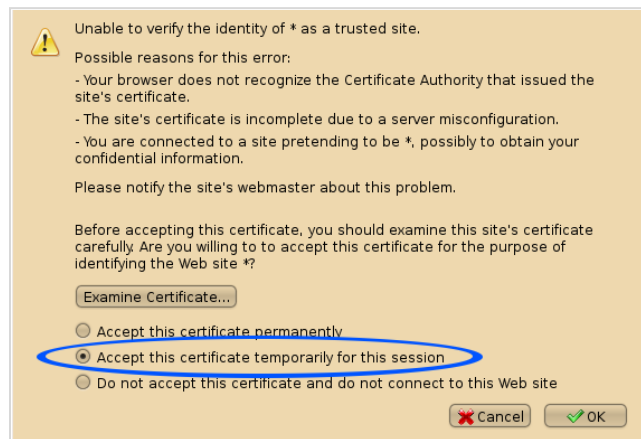 Unable to verify the identity of * as a trusted site.
Possible reasons for this error:
- Your browser does not recognize the Certificate Authority that issued the
site's certificate.
- The site's certificate is incomplete due to a server misconfiguration.
- You are connected to a site pretending to be *, possibly to obtain your
confidential information.
Please notify the site's webmaster about this problem.
Before accepting this certificate, you should examine this site's certificate
carefully. Are you willing to to accept this certificate for the purpose of
identifying the Web site *?
Examine Certificate...
Accept this certificate permanently
Accept this certificate temporarily for this session
Do not accept this certificate and do not connect to this Web site
Cancel OK